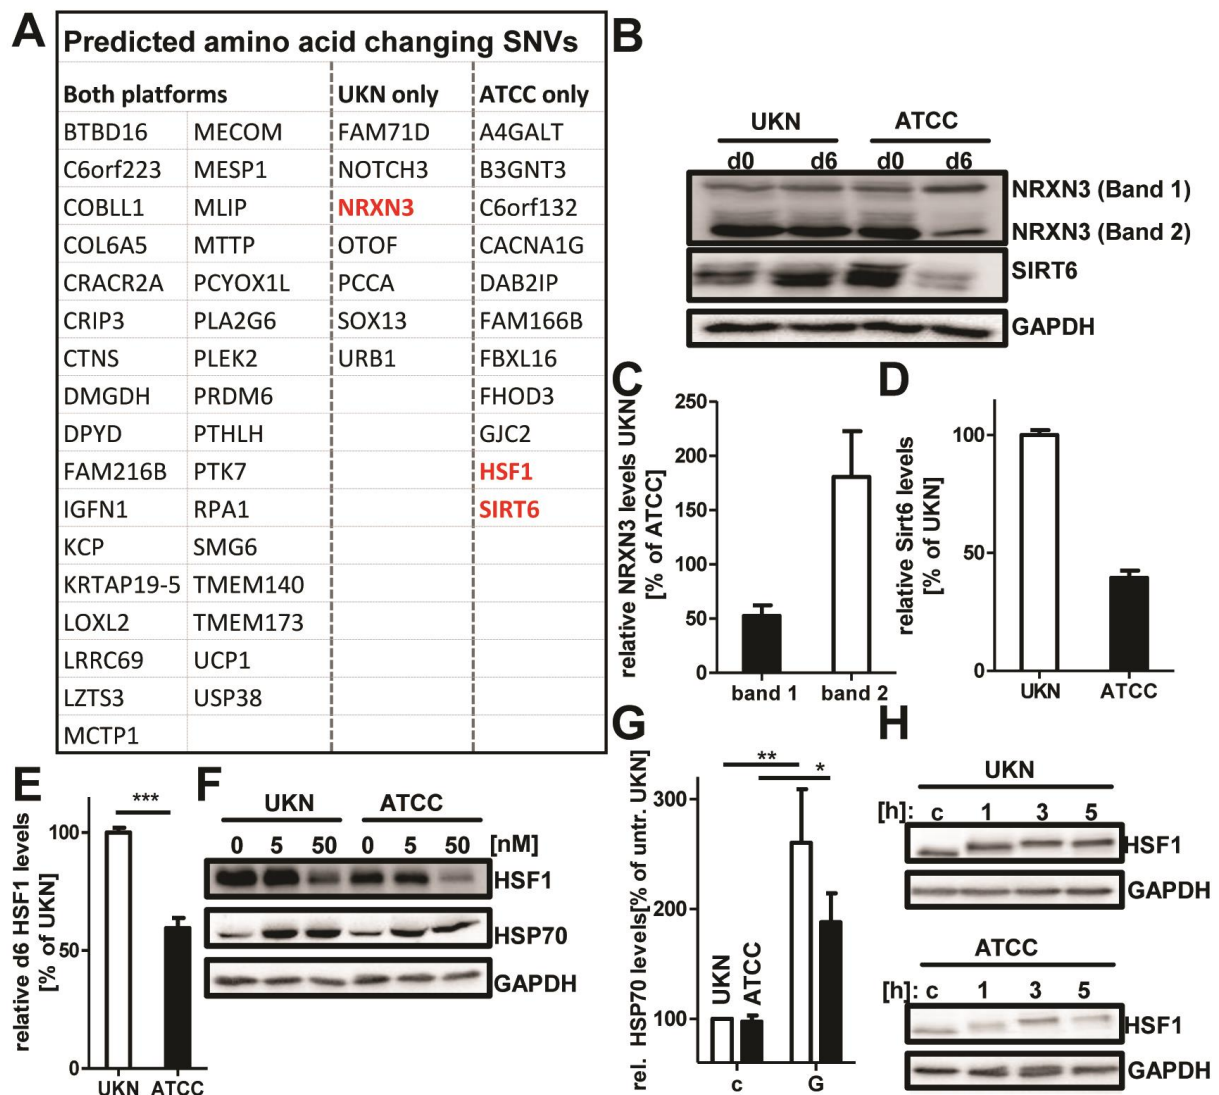 A
Predicted amino acid changing SNVs
Both platforms UKN only ATCC only
BTBD16 MECOM FAM71D A4GALT
C6orf223 MESP1 NOTCH3 B3GNT3
COBLL1 MLIP NRXN3 C6orf132
COL6A5 MTTP OTOF CACNA1G
CRACR2A PCYOX1L PCCA DAB2IP
CRIP3 PLA2G6 SOX13 FAM166B
CTNS PLEK2 URB1 FBXL16
DMGDH PRDM6 FHOD3
DPYD PTHLH GJC2
FAM216B PTK7 HSF1
IGFN1 RPA1 SIRT6
KCP SMG6
KRTAP19-5 TMEM140
LOXL2 TMEM173
LRRC69 UCP1
LZTS3 USP38
MCTP1
B
UKN ATCC
d0 d6 d0 d6
NRXN3 (Band 1)
NRXN3 (Band 2)
SIRT6
GAPDH
C
relative NRXN3 levels UKN
[% of ATCC]
250
200
150
100
50
0
band 1 band 2
D
relative Sirt6 levels
[% of UKN]
100
50
0
UKN ATCC
E
relative d6 HSF1 levels
[% of UKN]
***
100
50
0
UKN ATCC
F
UKN ATCC
0 5 50 0 5 50 [nM]
HSF1
HSP70
GAPDH
G
rel. HSP70 levels[% of untr. UKN]
** 
*
300
200
100
UKN
ATCC
c G
H
UKN
[h]: c 1 3 5
HSF1
GAPDH
ATCC
[h]: c 1 3 5
HSF1
GAPDH